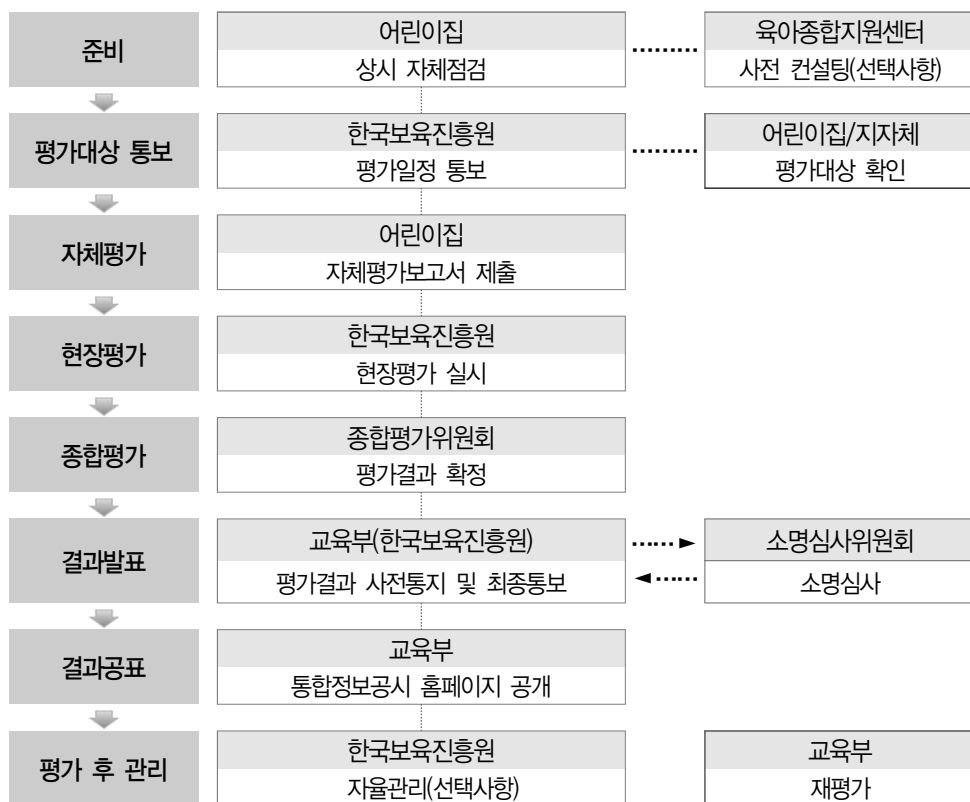 준비
어린이집
상시 자체점검
육아종합지원센터
사전 컨설팅(선택사항)
평가대상 통보
한국보육진흥원
평가일정 통보
어린이집/지자체
평가대상 확인
자체평가
어린이집
자체평가보고서 제출
현장평가
한국보육진흥원
현장평가 실시
종합평가
종합평가위원회
평가결과 확정
결과발표
교육부(한국보육진흥원)
평가결과 사전통지 및 최종통보
소명심사위원회
소명심사
결과공표
교육부
통합정보공시 홈페이지 공개
평가 후 관리
한국보육진흥원
자율관리(선택사항)
교육부
재평가